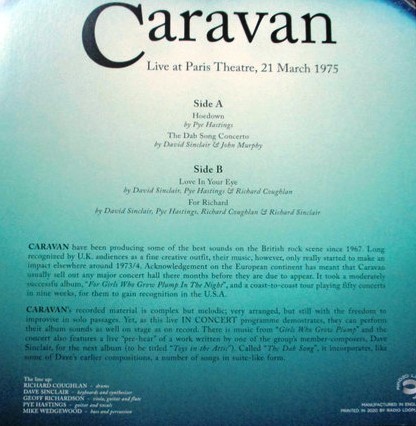 Caravan
Live at Paris Theatre, 21 March 1975
Side A
Hoedown
by Pye Hastings
The Dab Song Concerto
by David Sinclair & John Murphy
Side B
Love In Your Eye
by David Sinclair, Pye Hastings & Richard Coughlan
For Richard
by David Sinclair, Pye Hastings, Richard Coughlan & Richard Sinclair
CARAVAN have been producing some of the best sounds on the British rock scene since 1967. Long
recognized by U.K. audiences as a fine creative outfit, their music, however, only really started to make an
impact elsewhere around 1973/4. Acknowledgement on the European continent has meant that Caravan
usually sell out any major concert hall there months before they are due to appear. It took a moderately
successful album, "For Girls Who Grow Plump In The Night", and a coast-to-coast tour playing fifty concerts
in nine weeks, for them to gain recognition in the U.S.A.
CARAVAN's recorded material is complex but melodic; very arranged, but still with the freedom to
improvise in solo passages. Yet, as this live IN CONCERT programme demostrates, they can perform
their album sounds as well on stage as on record. There is music from "Girls Who Grow Plump" and the
concert also features a live "pre-heat" of a work written by one of the group's member-composers, Dave
Sinclair, for the next album (to be titled "Toys in the Attic"). Called "The Dab Song", it incorporates, like
some of Dave's earlier compositions, a number of songs in suite-like form.
The line up:
RICHARD COUGHLAN - drums
DAVE SINCLAIR - keyboards and synthesizer
GEOFF RICHARDSON - viola, guitar and flute
PYE HASTINGS - guitar and vocals
MIKE WEDGEWOOD - bass and percussion
MANUFACTURED IN ENGL
PRINTED IN 2020 BY RADIO LOOP